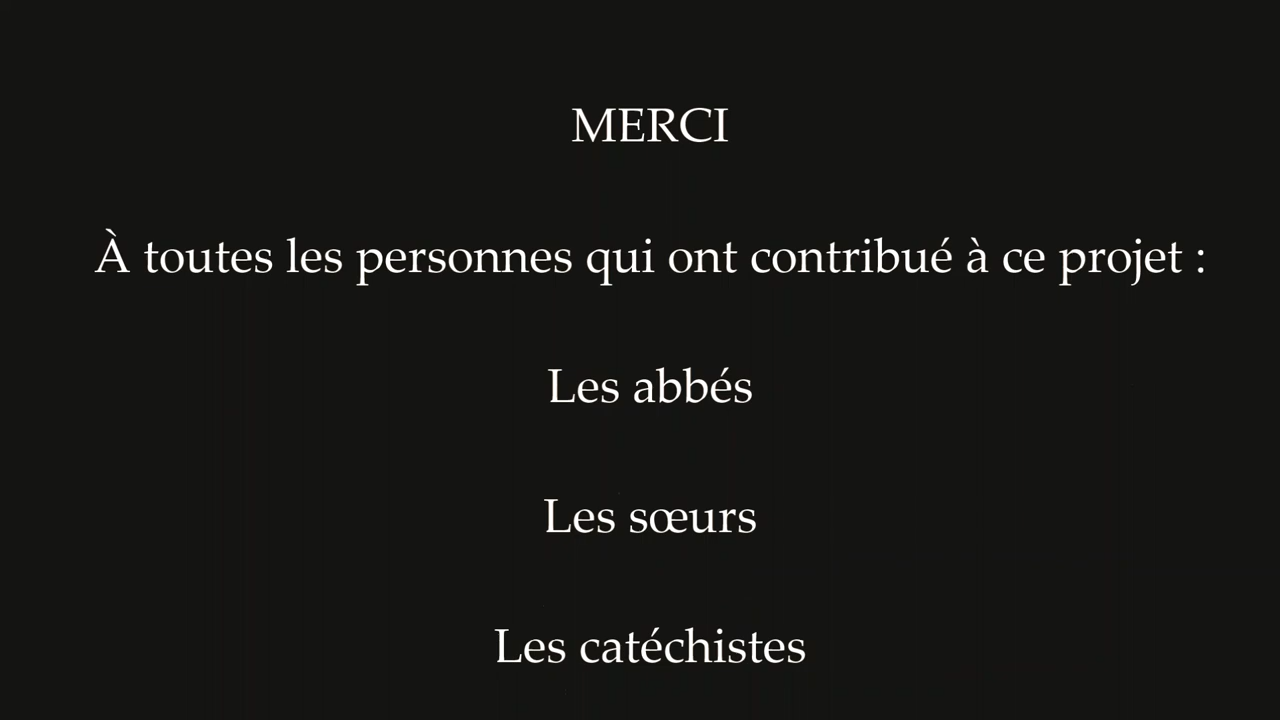 MERCI
À toutes les personnes qui ont contribué à ce projet :
Les abbés
Les sœurs
Les catéchistes